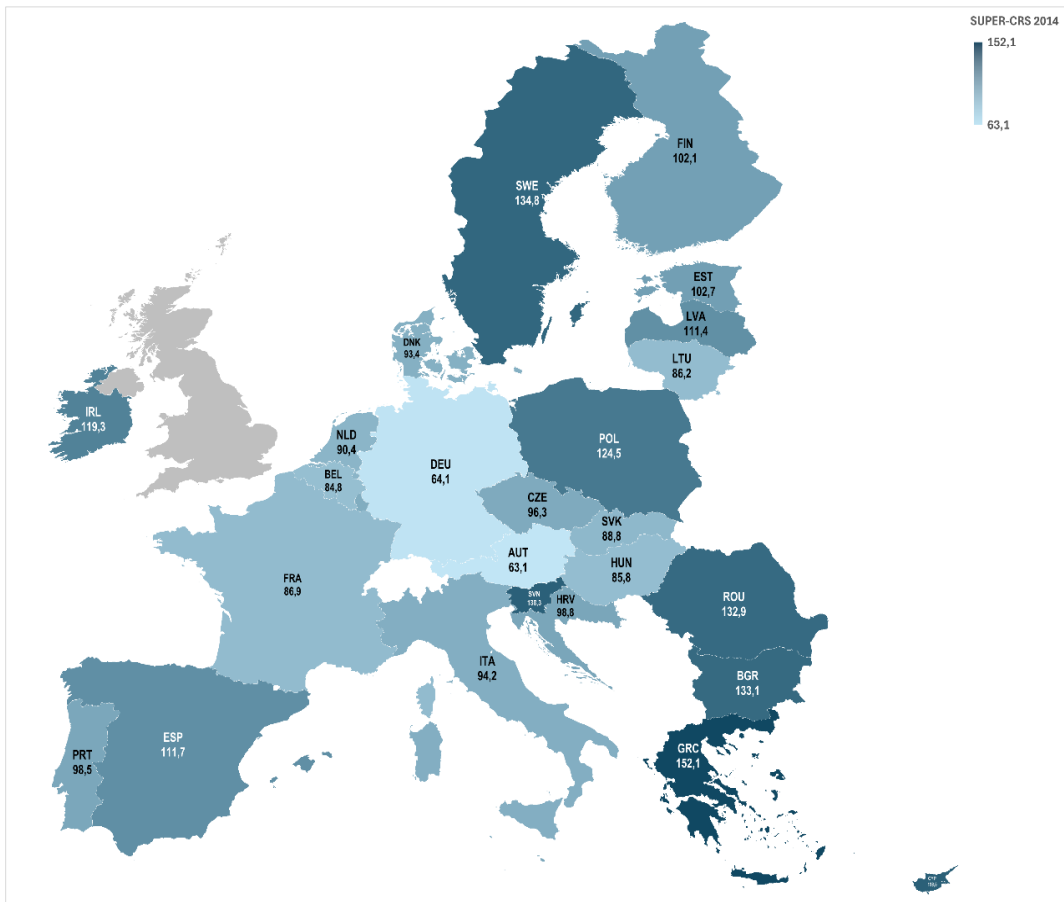 SUPER-CRS 2014
152,1
63,1
FIN
102,1
SWE
134,8
EST
102,7
LVA
111,4
DNK
93,4
LTU
86,2
IRL
119,3
NLD
90,4
POL
124,5
DEU
64,1
BEL
84,8
CZE
96,3
SVK
88,8
AUT
63,1
HUN
85,8
FRA
86,9
SVN
HRV
98,8
ROU
132,9
ITA
94,2
BGR
133,1
ESP
111,7
PRT
98,5
GRC
152,1
CYP